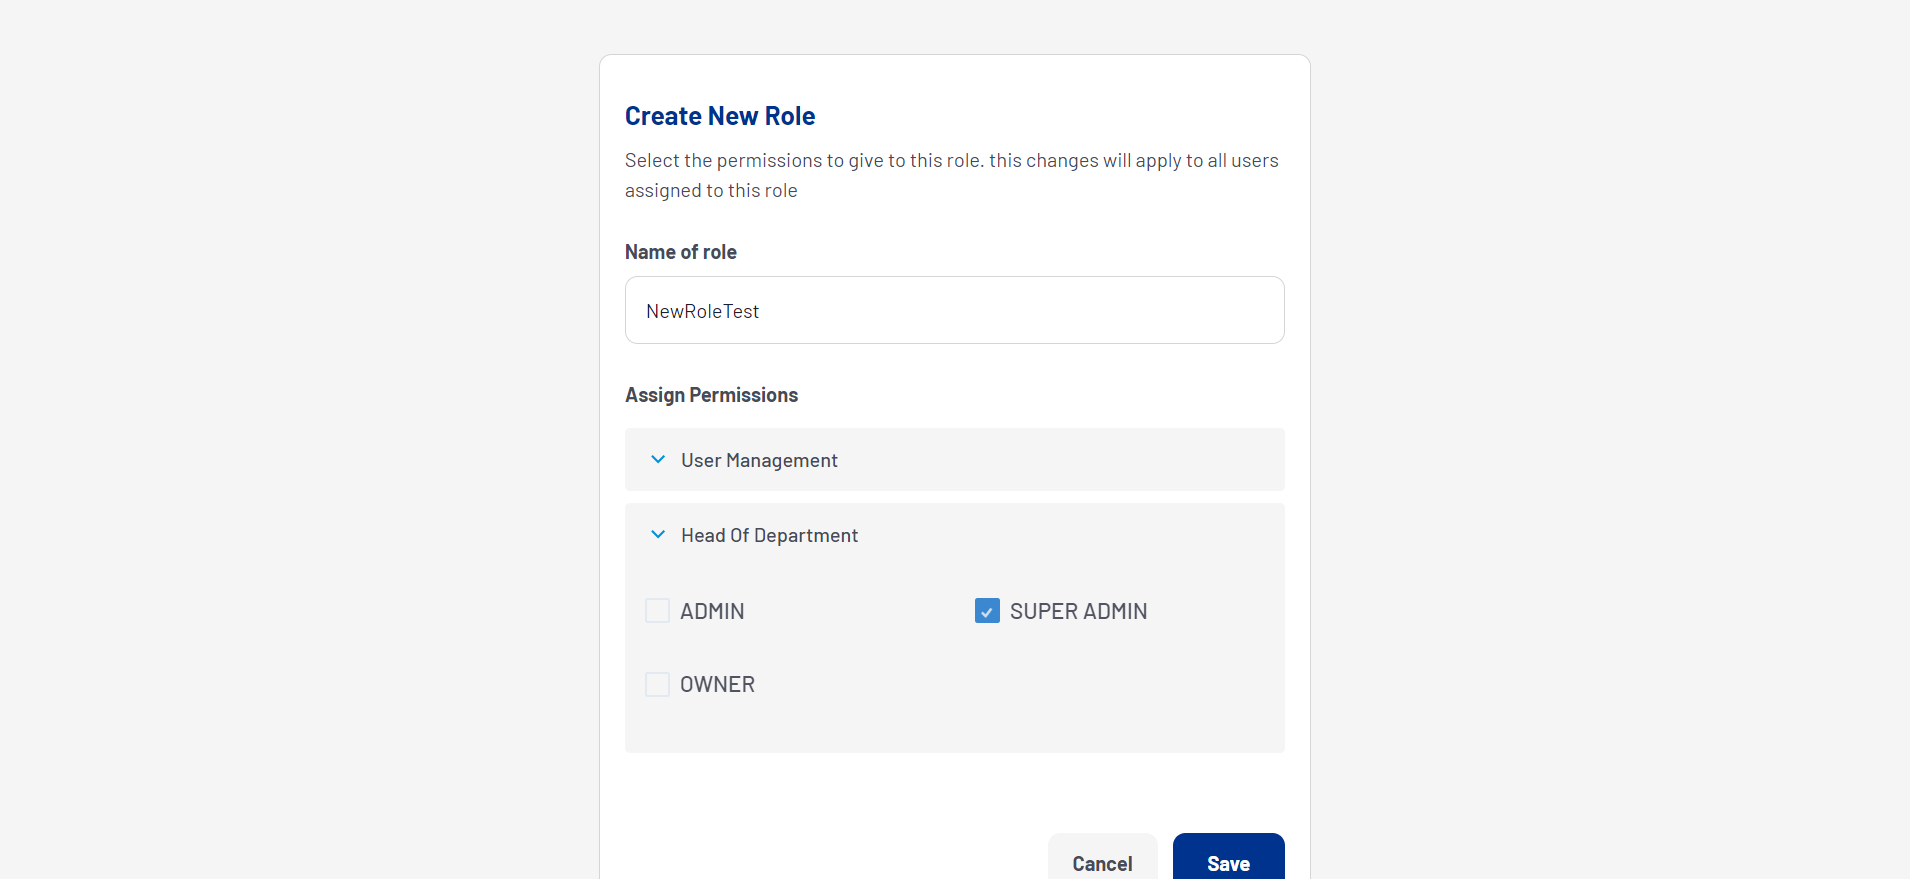 Create New Role
Select the permissions to give to this role. this changes will apply to all users
assigned to this role
Name of role
NewRoleTest
Assign Permissions
User Management
Head Of Department
ADMIN
SUPER ADMIN
OWNER
Cancel
Save